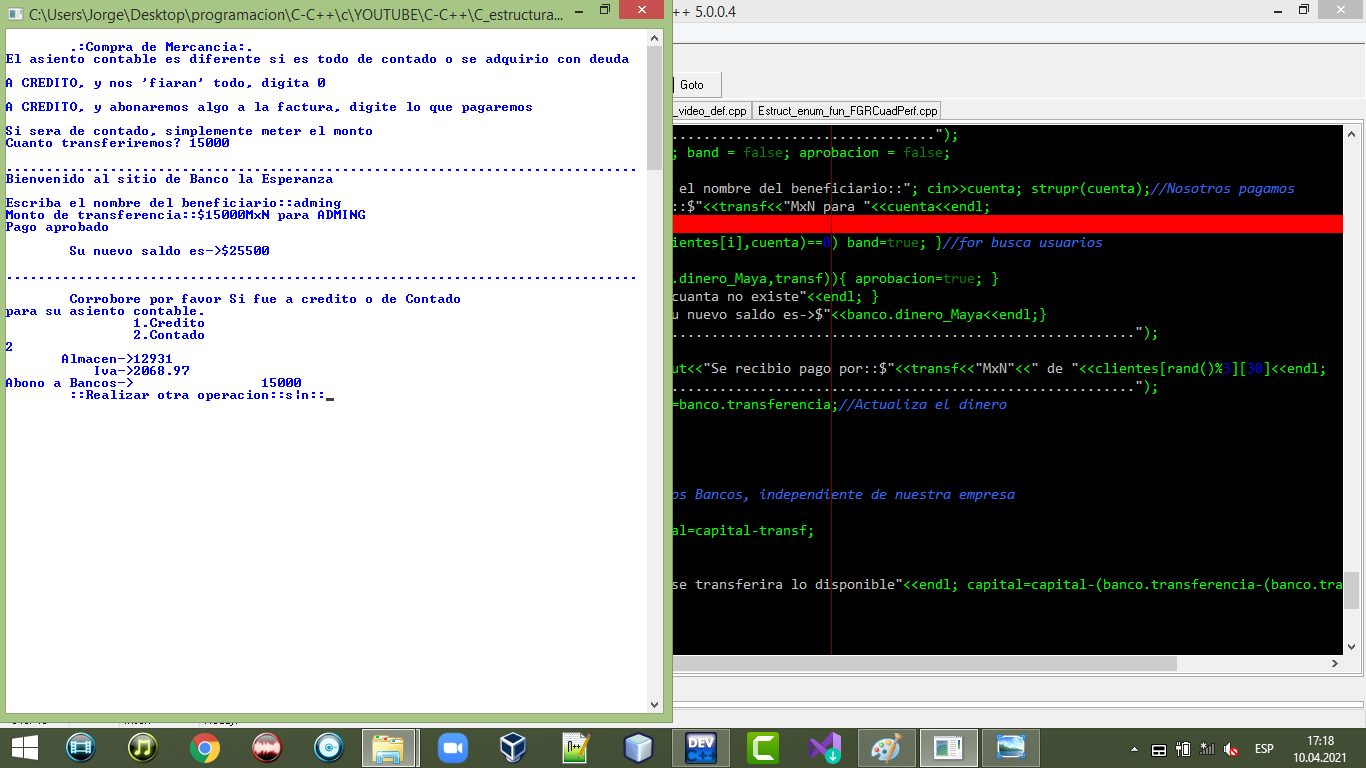 C:\Users\Jorge\Desktop\programacion\C-C++\c\YOUTUBE\C-C++\C_estructura...
++ 5.0.0.4
.:Compra de Mercancia:.
El asiento contable es diferente si es todo de contado o se adquirio con deuda
A CREDITO, y nos 'fiaran' todo, digita 0
A CREDITO, y abonaremos algo a la factura, digite lo que pagaremos
Si sera de contado, simplemente meter el monto
Cuanto transferiremos? 15000
...............................................................................
Bienvenido al sitio de Banco la Esperanza
Escriba el nombre del beneficiario::adming
Monto de transferencia::$15000MxN para ADMING
Pago aprobado
Su nuevo saldo es->$25500
...............................................................................
Corrobore por favor Si fue a credito o de Contado
para su asiento contable.
1.Credito
2.Contado
2
Almacen->12931
Iva->2068.97
Abono a Bancos-> 15000
::Realizar otra operacion::s¦n::_
Goto
_video_def.cpp
Estruct_enum_fun_FGRCuadPerf.cpp
................................");
; band = false; aprobacion = false;
el nombre del beneficiario::"; cin>>cuenta; strupr(cuenta);//Nosotros pagamos
::$"<<transf<<"MxN para "<<cuenta<<endl;
ientes[i],cuenta)==0) band=true; }//for busca usuarios
.dinero_Maya,transf)){ aprobacion=true; }
cuanta no existe"<<endl; }
u nuevo saldo es->$"<<banco.dinero_Maya<<endl;}
........................................................");
ut<<"Se recibio pago por::$"<<transf<<"MxN"<<" de "<<clientes[rand()%3][30]<<endl;
........................................................");
=banco.transferencia;//Actualiza el dinero
os Bancos, independiente de nuestra empresa
al=capital-transf;
se transferira lo disponible"<<endl; capital=capital-(banco.transferencia-(banco.tra
N++
DEV
C++
ESP
17:18
10.04.2021